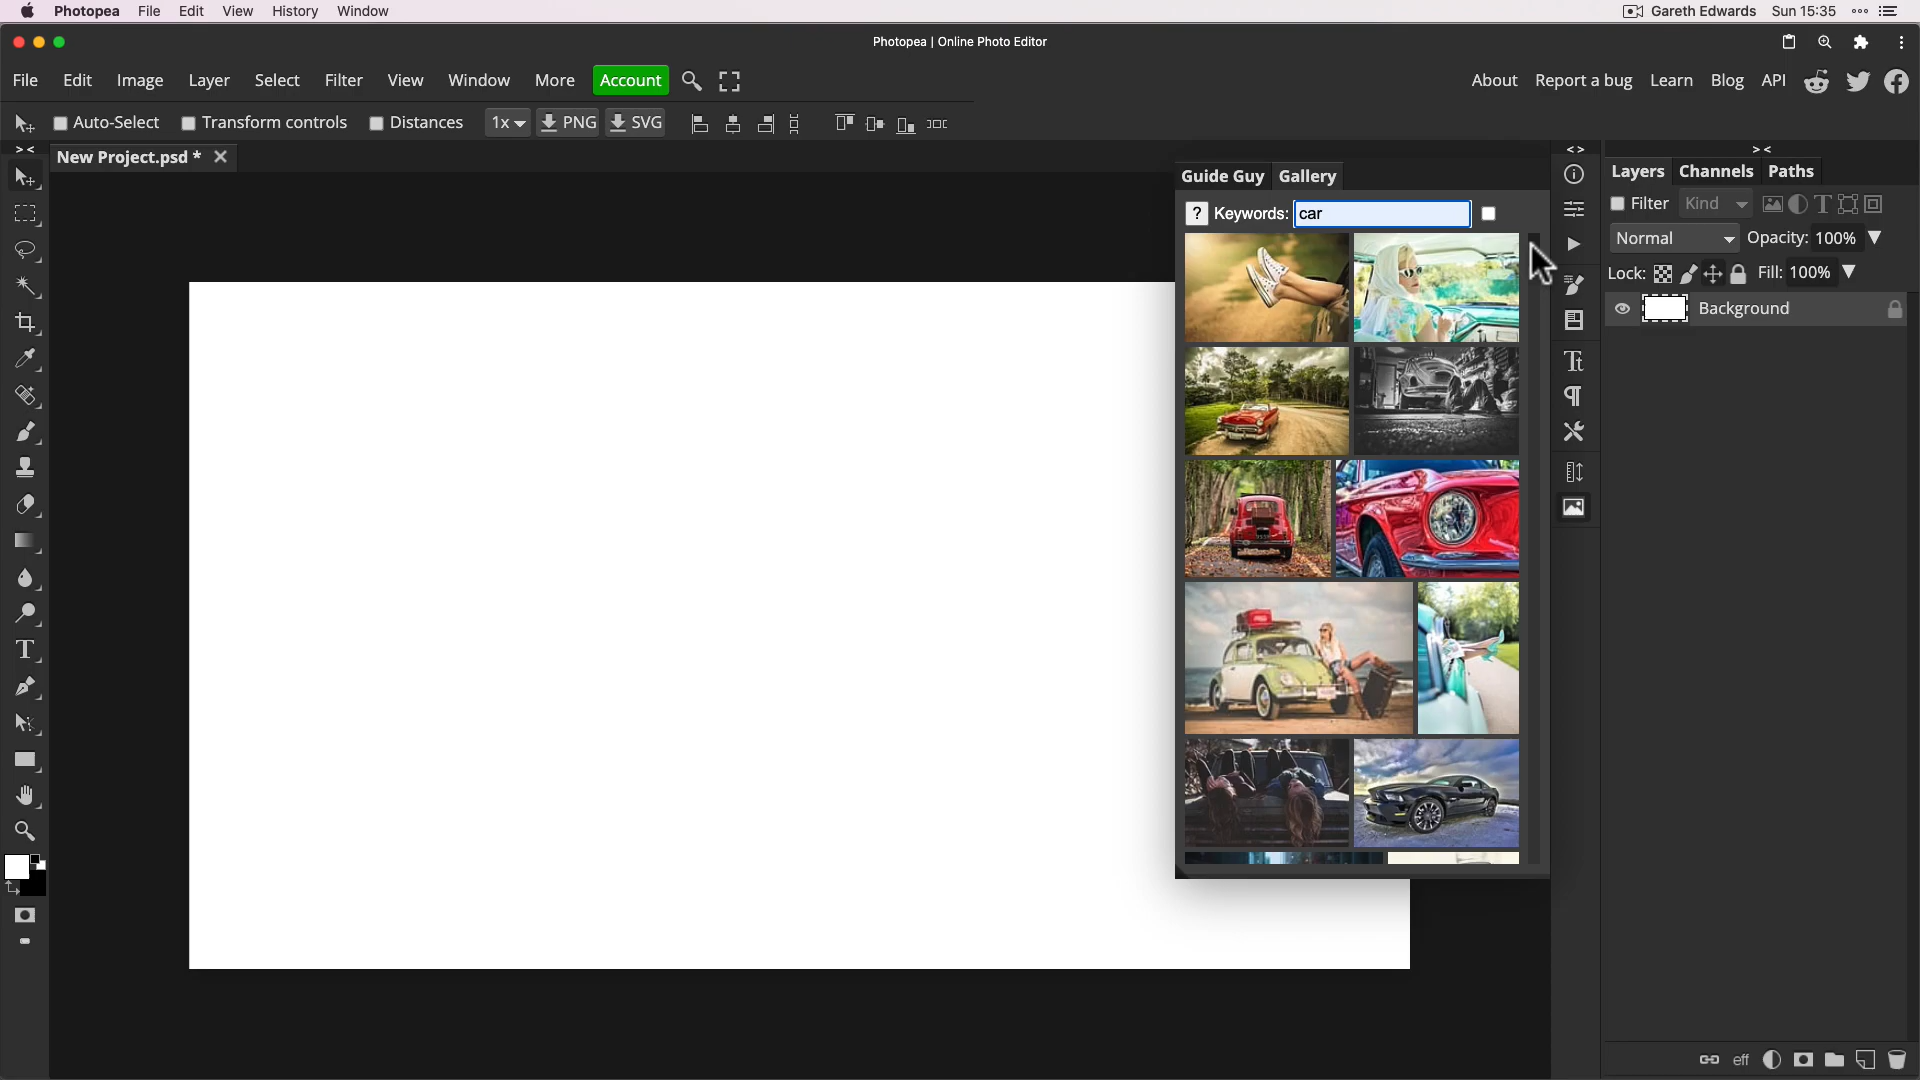 Photopea File Edit View History Window
Gareth Edwards Sun 15:35
Photopea | Online Photo Editor
File Edit Image Layer Select Filter View Window More Account
About Report a bug Learn Blog API
Auto-Select Transform controls Distances 1x PNG SVG
New Project.psd *
Guide Guy Gallery
? Keywords: car
Layers Channels Paths
Filter Kind
Normal Opacity: 100%
Lock: Fill: 100%
Background
eff